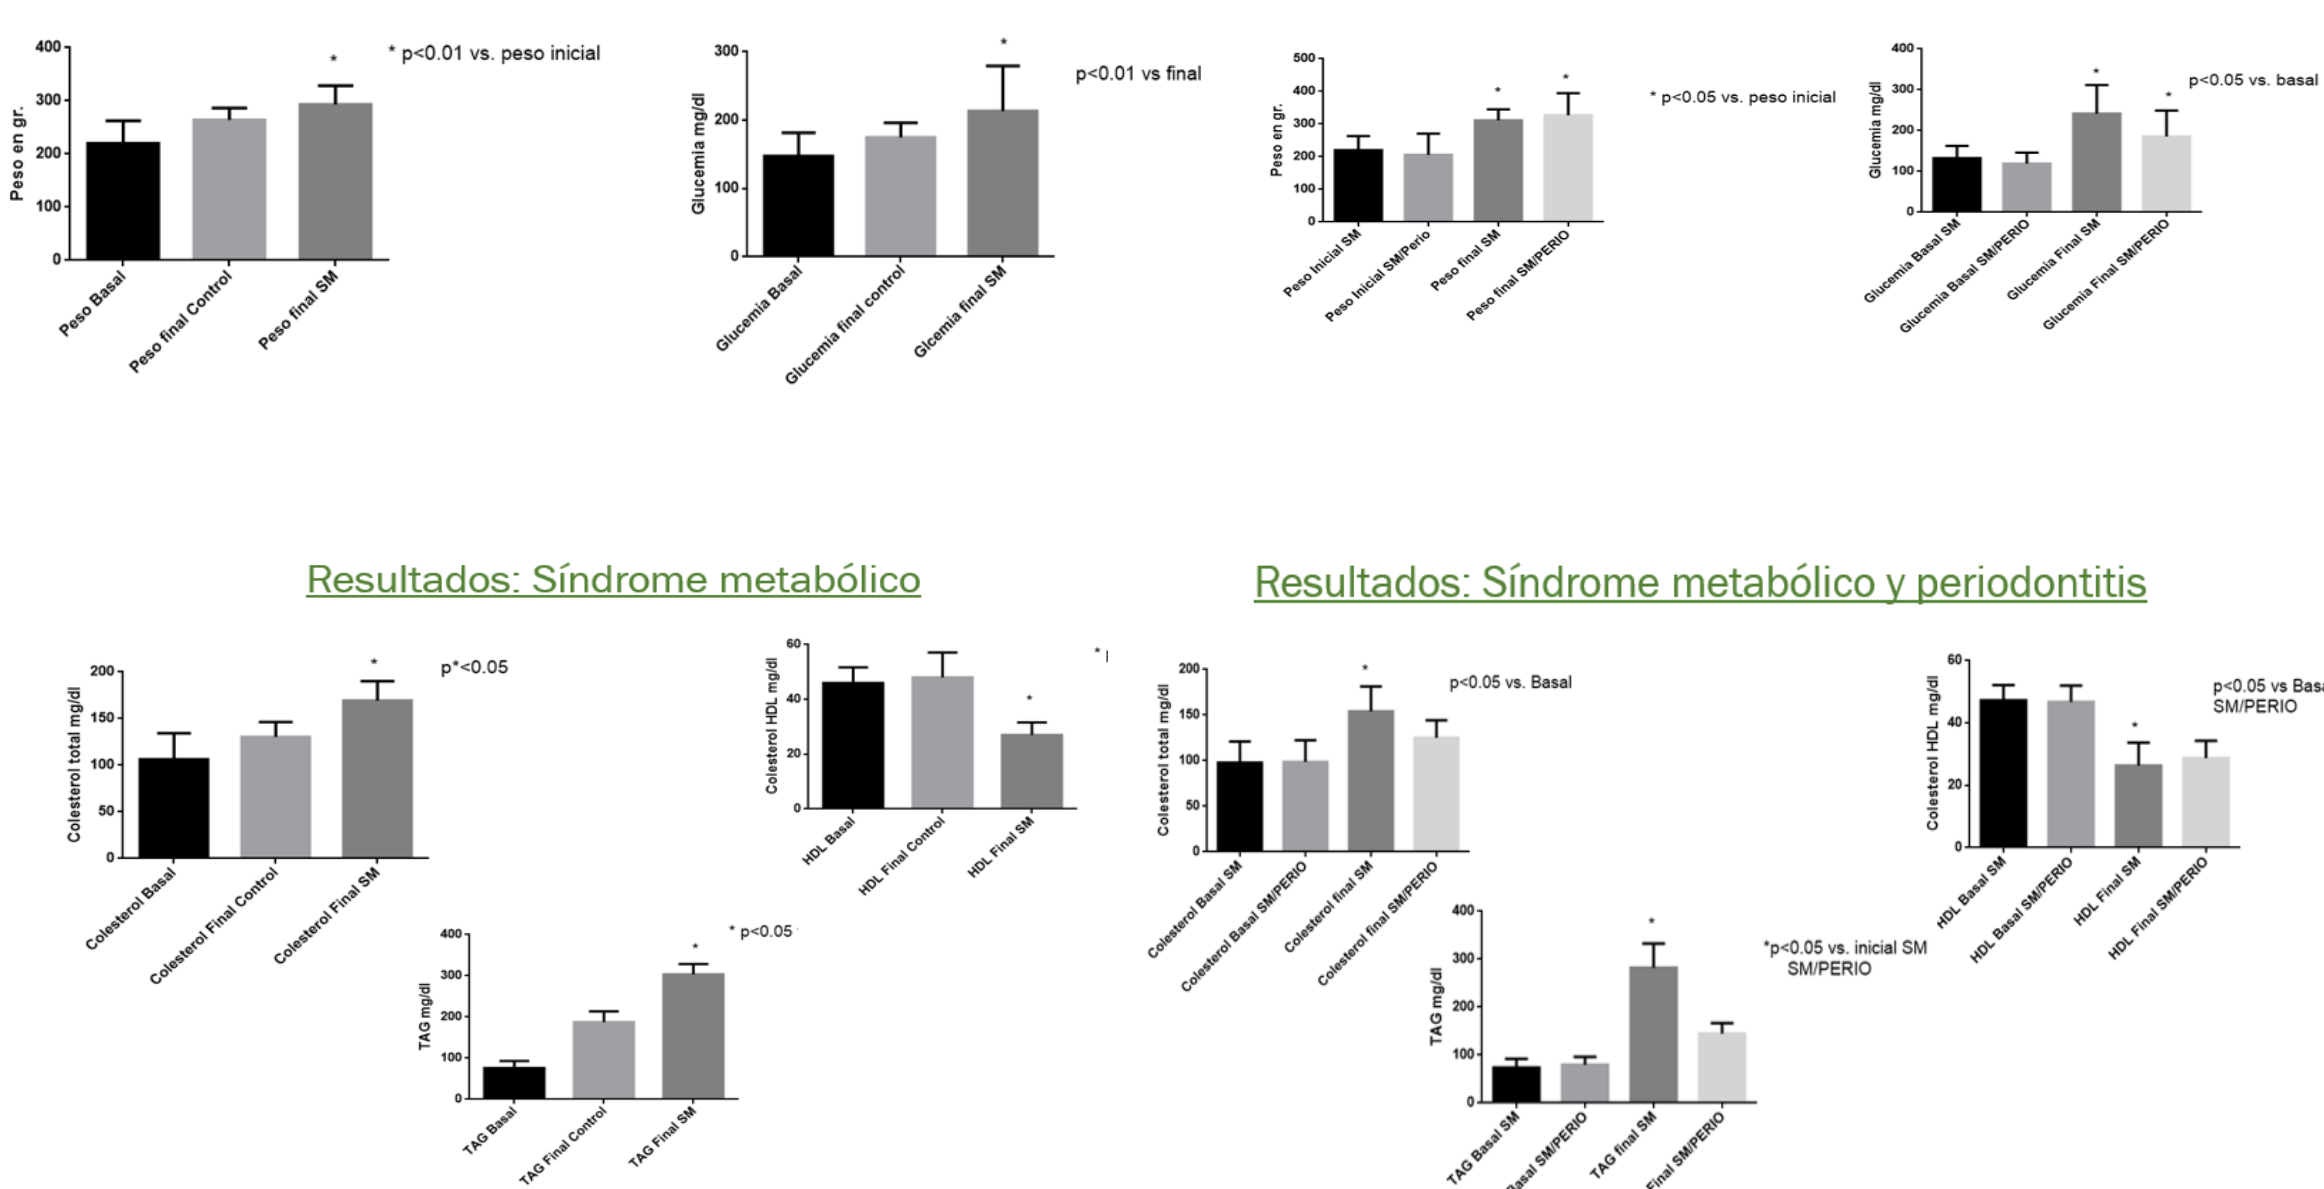 400
300
200
100
0
Peso en gr.
*
* p<0.01 vs. peso inicial
Peso Basal
Peso final Control
Peso final SM
300
200
100
0
Glucemia mg/dl
*
p<0.01 vs final
Glucemia Basal
Glucemia final control
Glcemia final SM
500
400
300
200
100
0
Peso en gr.
*
*
* p<0.05 vs. peso inicial
Peso Inicial SM
Peso Inicial SM/Perio
Peso final SM
Peso final SM/PERIO
400
300
200
100
0
Glucemia mg/dl
*
*
p<0.05 vs. basal
Glucemia Basal SM
Glucemia Basal SM/PERIO
Glucemia Final SM
Glucemia Final SM/PERIO
Resultados: Síndrome metabólico
200
150
100
50
0
Colesterol total mg/dl
*
p*<0.05
Colesterol Basal
Colesterol Final Control
Colesterol Final SM
60
40
20
0
Colesterol HDL mg/dl
*
*
HDL Basal
HDL Final Control
HDL Final SM
400
300
200
100
0
TAG mg/dl
*
* p<0.05
TAG Basal
TAG Final Control
TAG Final SM
Resultados: Síndrome metabólico y periodontitis
200
150
100
50
0
Colesterol total mg/dl
*
p<0.05 vs. Basal
Colesterol Basal SM
Colesterol Basal SM/PERIO
Colesterol final SM
Colesterol final SM/PERIO
60
40
20
0
Colesterol HDL mg/dl
*
p<0.05 vs
SM/PERIO
HDL Basal SM
HDL Basal SM/PERIO
HDL Final SM
HDL Final SM/PERIO
400
300
200
100
0
TAG mg/dl
*
*p<0.05 vs. inicial SM
SM/PERIO
TAG Basal SM
Basal SM/PERIO
TAG final SM
Final SM/PERIO